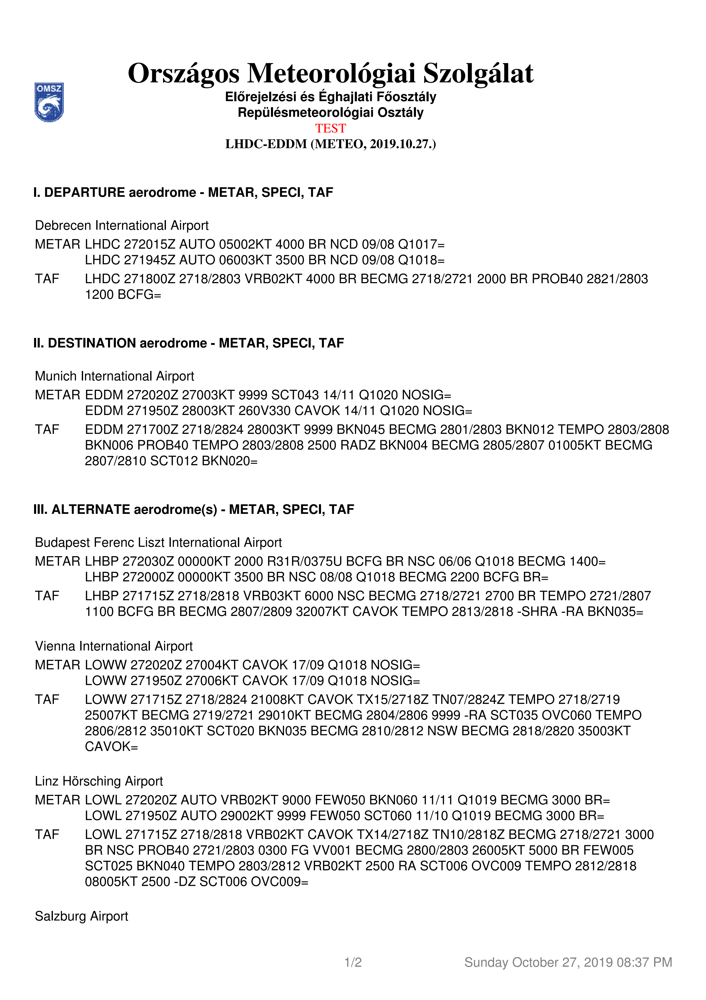 Országos Meteorológiai Szolgálat
OMSZ
Előrejelzési és Éghajlati Főosztály
Repülésmeteorológiai Osztály
TEST
LHDC-EDDM (METEO, 2019.10.27.)
I. DEPARTURE aerodrome - METAR, SPECI, TAF
Debrecen International Airport
METAR LHDC 272015Z AUTO 05002KT 4000 BR NCD 09/08 Q1017=
LHDC 271945Z AUTO 06003KT 3500 BR NCD 09/08 Q1018=
TAF LHDC 271800Z 2718/2803 VRB02KT 4000 BR BECMG 2718/2721 2000 BR PROB40 2821/2803
1200 BCFG=
II. DESTINATION aerodrome - METAR, SPECI, TAF
Munich International Airport
METAR EDDM 272020Z 27003KT 9999 SCT043 14/11 Q1020 NOSIG=
EDDM 271950Z 28003KT 260V330 CAVOK 14/11 Q1020 NOSIG=
TAF EDDM 271700Z 2718/2824 28003KT 9999 BKN045 BECMG 2801/2803 BKN012 TEMPO 2803/2808
BKN006 PROB40 TEMPO 2803/2808 2500 RADZ BKN004 BECMG 2805/2807 01005KT BECMG
2807/2810 SCT012 BKN020=
III. ALTERNATE aerodrome(s) - METAR, SPECI, TAF
Budapest Ferenc Liszt International Airport
METAR LHBP 272030Z 00000KT 2000 R31R/0375U BCFG BR NSC 06/06 Q1018 BECMG 1400=
LHBP 272000Z 00000KT 3500 BR NSC 08/08 Q1018 BECMG 2200 BCFG BR=
TAF LHBP 271715Z 2718/2818 VRB03KT 6000 NSC BECMG 2718/2721 2700 BR TEMPO 2721/2807
1100 BCFG BR BECMG 2807/2809 32007KT CAVOK TEMPO 2813/2818 -SHRA -RA BKN035=
Vienna International Airport
METAR LOWW 272020Z 27004KT CAVOK 17/09 Q1018 NOSIG=
LOWW 271950Z 27006KT CAVOK 17/09 Q1018 NOSIG=
TAF LOWW 271715Z 2718/2824 21008KT CAVOK TX15/2718Z TN07/2824Z TEMPO 2718/2719
25007KT BECMG 2719/2721 29010KT BECMG 2804/2806 9999 -RA SCT035 OVC060 TEMPO
2806/2812 35010KT SCT020 BKN035 BECMG 2810/2812 NSW BECMG 2818/2820 35003KT
CAVOK=
Linz Hörsching Airport
METAR LOWL 272020Z AUTO VRB02KT 9000 FEW050 BKN060 11/11 Q1019 BECMG 3000 BR=
LOWL 271950Z AUTO 29002KT 9999 FEW050 SCT060 11/10 Q1019 BECMG 3000 BR=
TAF LOWL 271715Z 2718/2818 VRB02KT CAVOK TX14/2718Z TN10/2818Z BECMG 2718/2721 3000
BR NSC PROB40 2721/2803 0300 FG VV001 BECMG 2800/2803 26005KT 5000 BR FEW005
SCT025 BKN040 TEMPO 2803/2812 VRB02KT 2500 RA SCT006 OVC009 TEMPO 2812/2818
08005KT 2500 -DZ SCT006 OVC009=
Salzburg Airport
1/2 Sunday October 27, 2019 08:37 PM